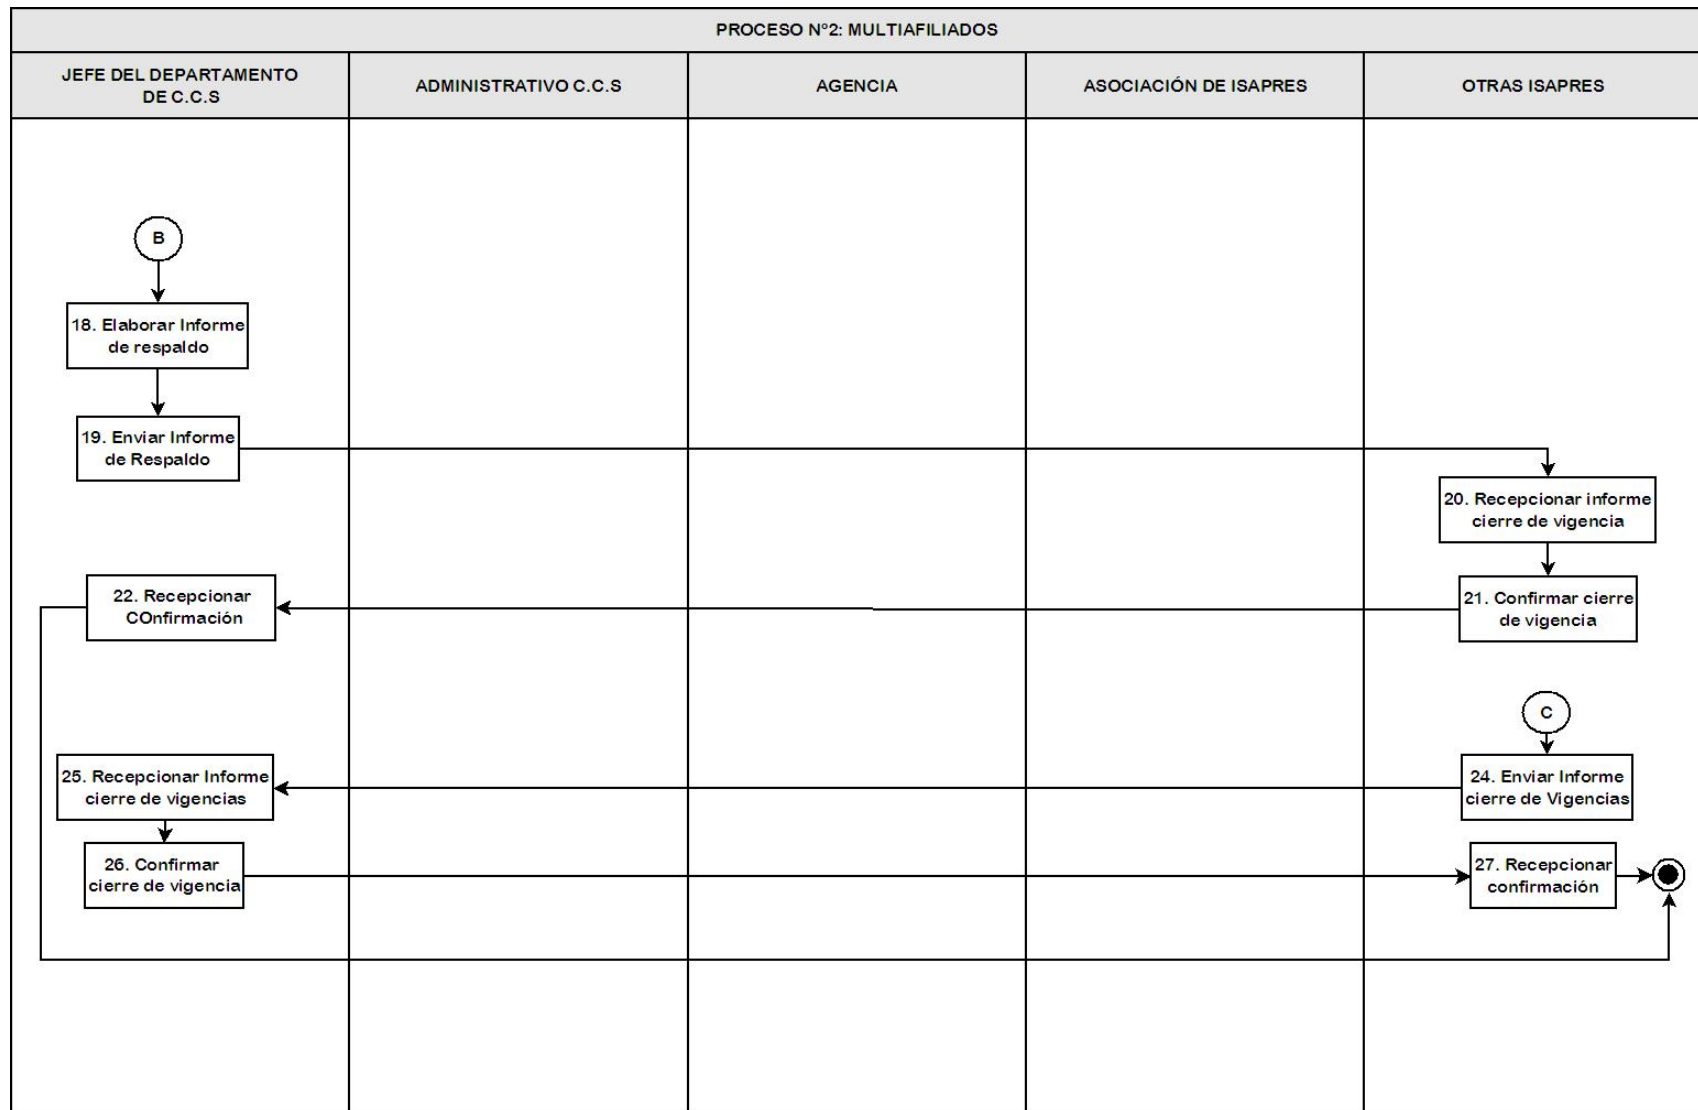 PROCESO Nº2: MULTIAFILIADOS
JEFE DEL DEPARTAMENTO
DE C.C.S
ADMINISTRATIVO C.C.S
AGENCIA
ASOCIACIÓN DE ISAPRES
OTRAS ISAPRES
B
18. Elaborar Informe
de respaldo
19. Enviar Informe
de Respaldo
20. Recepcionar informe
cierre de vigencia
21. Confirmar cierre
de vigencia
22. Recepcionar
COnfirmación
C
24. Enviar Informe
cierre de Vigencias
25. Recepcionar Informe
cierre de vigencias
26. Confirmar
cierre de vigencia
27. Recepcionar
confirmación